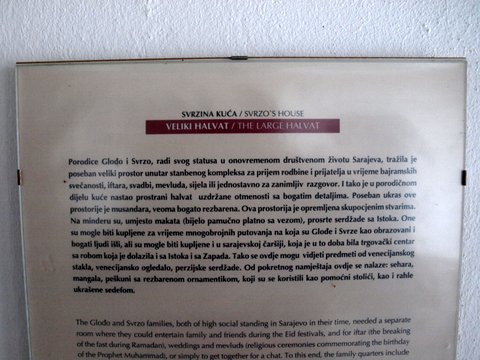 SVRZINA KUĆA / SVRZO'S HOUSE
VELIKI HALVAT / THE LARGE HALVAT
Porodice Glođo i Svrzo, radi svog statusa u onovremenom društvenom životu Sarajeva, tražila je
poseban veliki prostor unutar stanbenog kompleksa za prijem rodbine i prijatelja u vrijeme bajramskih
svečanosti, iftara, svadbi, mevluda, sijela ili jednostavno za zanimljiv razgovor. I tako je u porodičnom
dijelu kuće nastao prostrani halvat uzdržane otmenosti sa bogatim detaljima. Poseban ukras ove
prostorije je musandara, veoma bogato rezbarena. Ova prostorija je opremljena skupocjenim stvarima.
Na minderu su, umjesto makata (bijelo pamučno platno sa vezom), prosrte serdžade sa Istoka. One
su mogle biti kupljene i za vrijeme mnogobrojnih putovanja na koja su Glođe i Svrze kao obrazovani i
bogati ljudi išli, ali su mogle biti kupljene i u sarajevskoj čaršiji, koja je u to doba bila trgovački centar
sa robom koja je dolazila i sa Istoka i sa Zapada. Tako se ovdje mogu vidjeti predmeti od venecijanskog
stakla, venecijansko ogledalo, perzijske serdžade. Od pokretnog namještaja ovdje se nalaze: sehara,
mangala, peškuni sa rezbarenom ornamentikom, koji su se koristili kao pomoćni stolići, kao i rahle
ukrašene sedefom.
The Glođo and Svrzo families, both of high social standing in Sarajevo in their time, needed a separate
room where they could entertain family and friends during the Eid festivals, and for iftar (the breaking
of the fast during Ramadan), weddings and mevluds (religious ceremonies commemorating the birthday
of the Prophet Muhammad), or simply to get together for a chat. To this end, the family quarters include